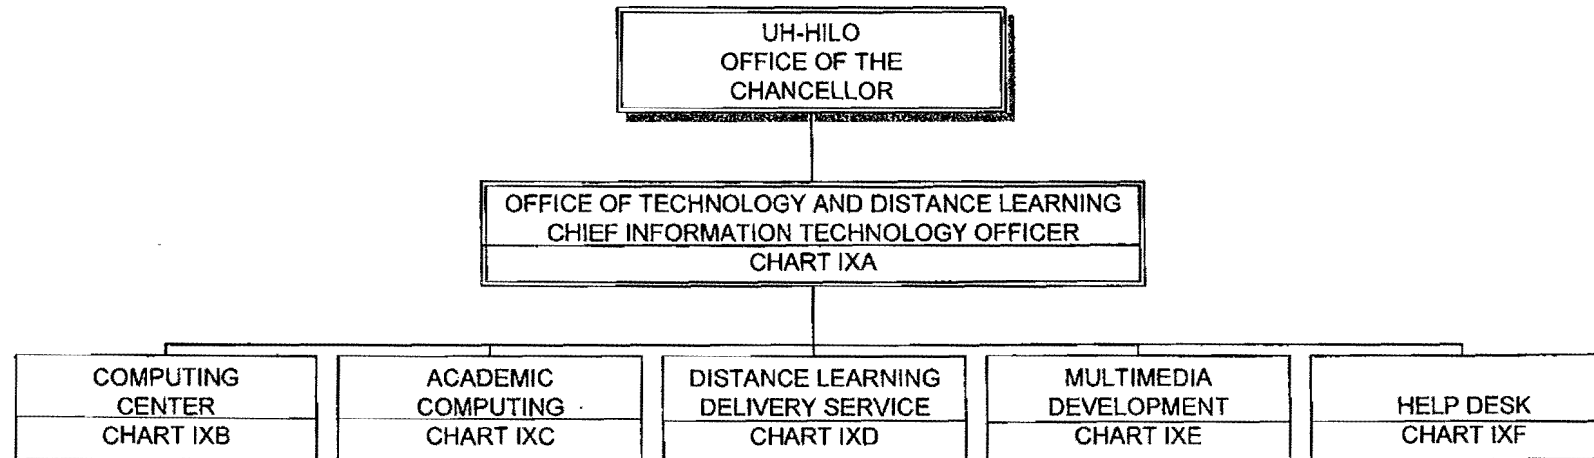 UH-HILO
OFFICE OF THE
CHANCELLOR
OFFICE OF TECHNOLOGY AND DISTANCE LEARNING
CHIEF INFORMATION TECHNOLOGY OFFICER
CHART IXA
COMPUTING
CENTER
CHART IXB
ACADEMIC
COMPUTING
CHART IXC
DISTANCE LEARNING
DELIVERY SERVICE
CHART IXD
MULTIMEDIA
DEVELOPMENT
CHART IXE
HELP DESK
CHART IXF